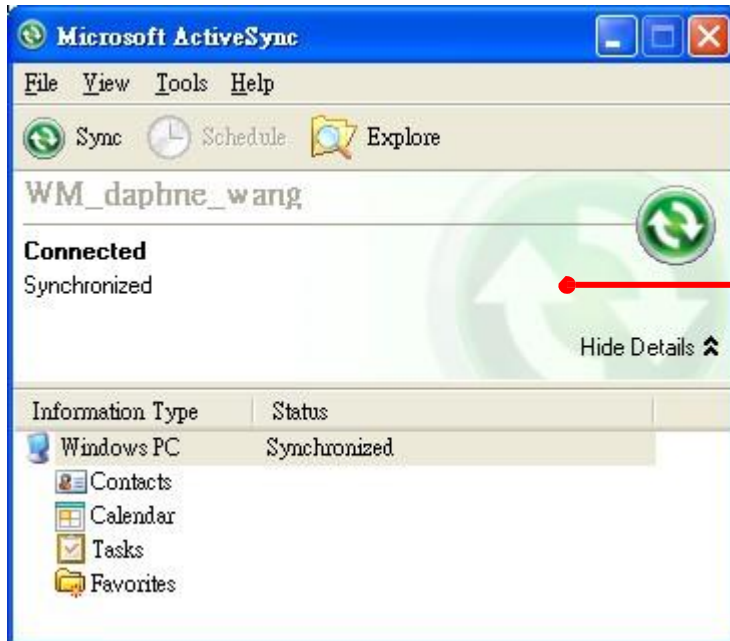 Microsoft ActiveSync
File View Tools Help
Sync Schedule Explore
WM_daphne_wang
Connected
Synchronized
Hide Details
Information Type Status
Windows PC Synchronized
Contacts
Calendar
Tasks
Favorites